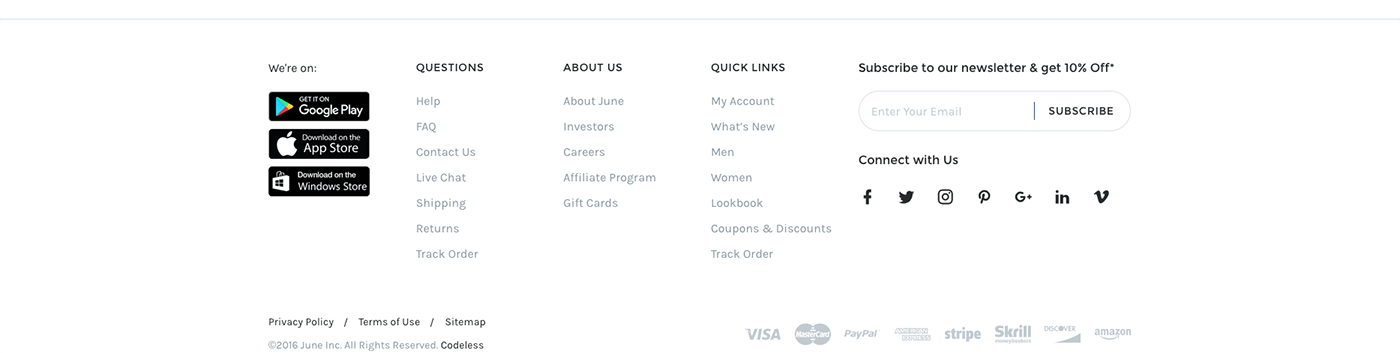 We're on:
GET IT ON
Google Play
Download on the
App Store
Download on the
Windows Store
QUESTIONS
Help
FAQ
Contact Us
Live Chat
Shipping
Returns
Track Order
ABOUT US
About June
Investors
Careers
Affiliate Program
Gift Cards
QUICK LINKS
My Account
What's New
Men
Women
Lookbook
Coupons & Discounts
Track Order
Subscribe to our newsletter & get 10% Off*
Enter Your Email
SUBSCRIBE
Connect with Us
Privacy Policy / Terms of Use / Sitemap
©2016 June Inc. All Rights Reserved. Codeless
VISA
MasterCard
PayPal
AMERICAN
EXPRESS
stripe
Skrill
moneybookers
DISCOVER
amazon